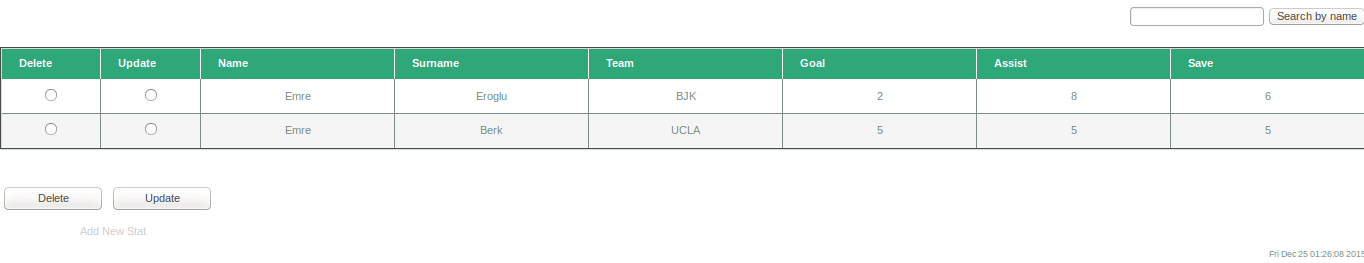 Search by name
Delete Update Name Surname Team Goal Assist Save
Emre Eroglu BJK 2 8 6
Emre Berk UCLA 5 5 5
Delete Update
Add New Stat
Fri Dec 25 01:26:08 2015